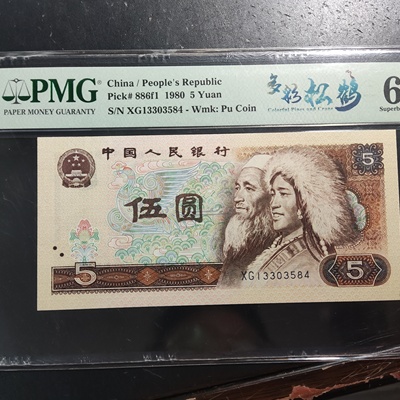 PMG
PAPER MONEY GUARANTY
China / People's Republic
Pick# 886f1 1980 5 Yuan
S/N XG13303584 - Wmk: Pu Coin
多彩松鹤
Colorful Pines and Crane
6
Superb
中国人民银行
伍圆
5
5
5
XG13303584